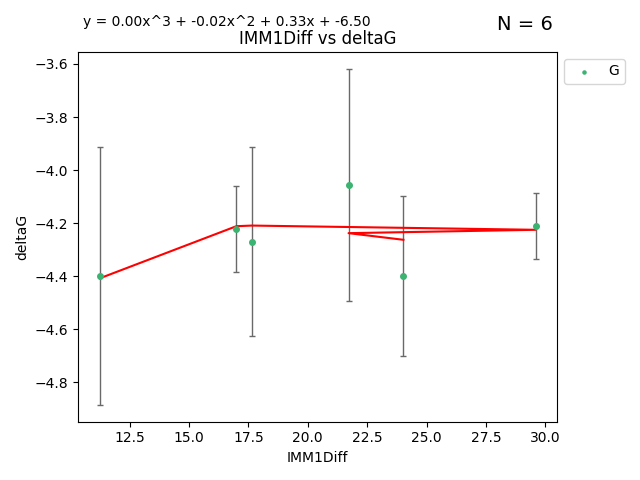 y = 0.00x^3 + -0.02x^2 + 0.33x + -6.50
N = 6
IMM1Diff vs deltaG
G
−3.6
−3.8
−4.0
−4.2
−4.4
−4.6
−4.8
deltaG
12.5 15.0 17.5 20.0 22.5 25.0 27.5 30.0
IMM1Diff